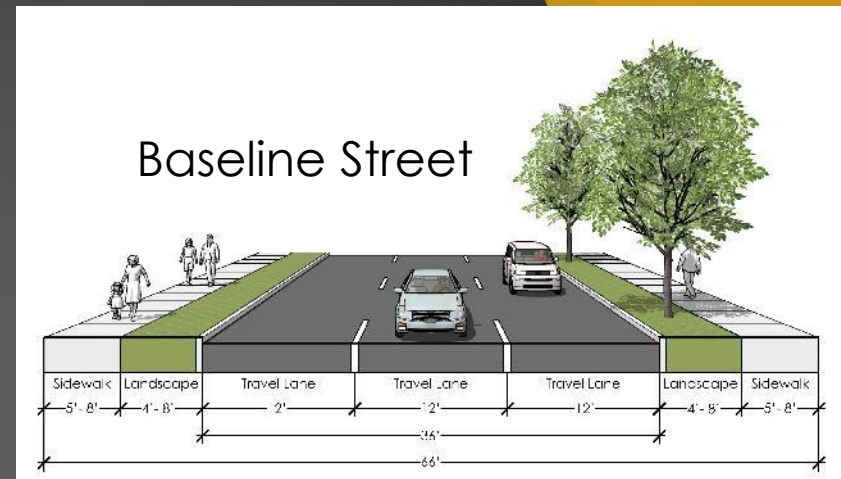 Baseline Street
Sidewalk Landscape Travel Lane Travel Lane Travel Lane Landscape Sidewalk
5'-8' 4'-8' 2' 12' 12' 4'-8' 5'-8'
36'
66'